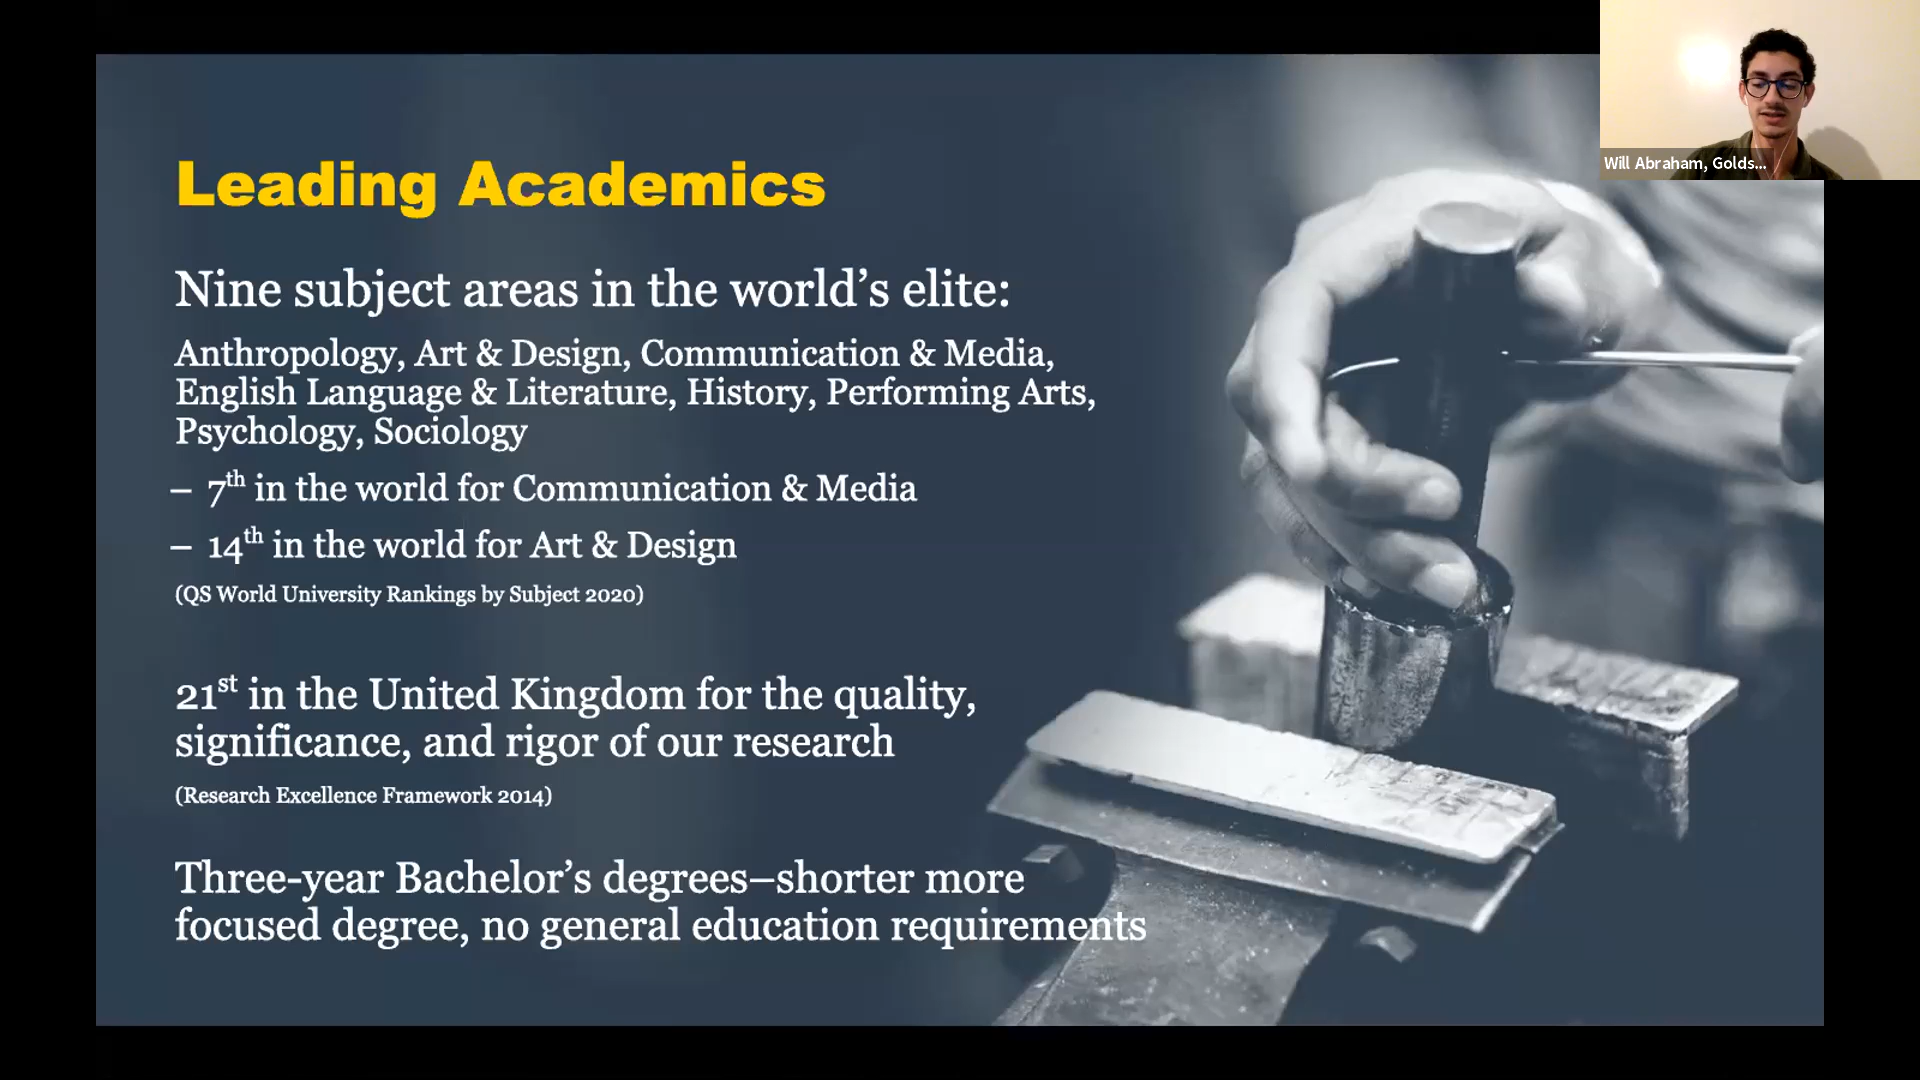 Leading Academics
Nine subject areas in the world’s elite:
Anthropology, Art & Design, Communication & Media,
English Language & Literature, History, Performing Arts,
Psychology, Sociology
– 7th in the world for Communication & Media
– 14th in the world for Art & Design
(QS World University Rankings by Subject 2020)
21st in the United Kingdom for the quality,
significance, and rigor of our research
(Research Excellence Framework 2014)
Three-year Bachelor’s degrees–shorter more
focused degree, no general education requirements
Will Abraham, Golds...